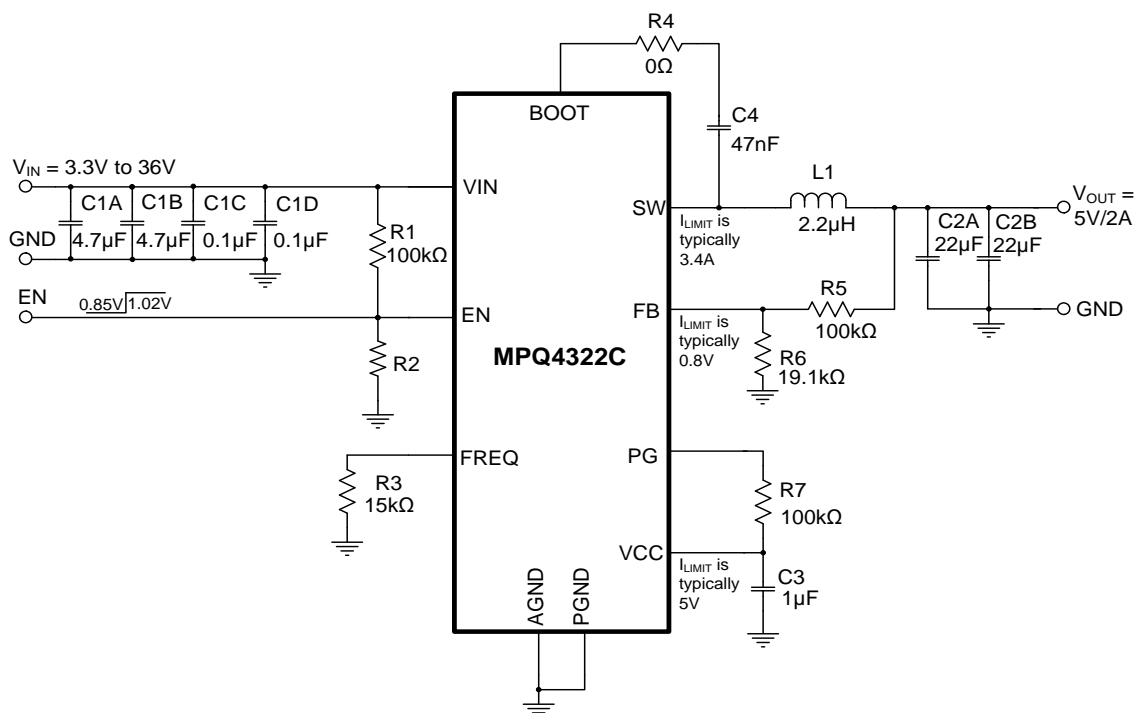 R4
0Ω
BOOT
C4
47nF
V_IN = 3.3V to 36V
VIN
C1A
C1B
C1C
C1D
4.7µF
4.7µF
0.1µF
0.1µF
GND
R1
100kΩ
SW
I_LIMIT is
typically
3.4A
L1
2.2µH
V_OUT =
5V/2A
C2A
22µF
C2B
22µF
EN
0.85V
1.02V
EN
FB
I_LIMIT is
typically
0.8V
R5
100kΩ
GND
R2
MPQ4322C
R6
19.1kΩ
FREQ
R3
15kΩ
PG
R7
100kΩ
VCC
I_LIMIT is
typically
5V
C3
1µF
AGND
PGND